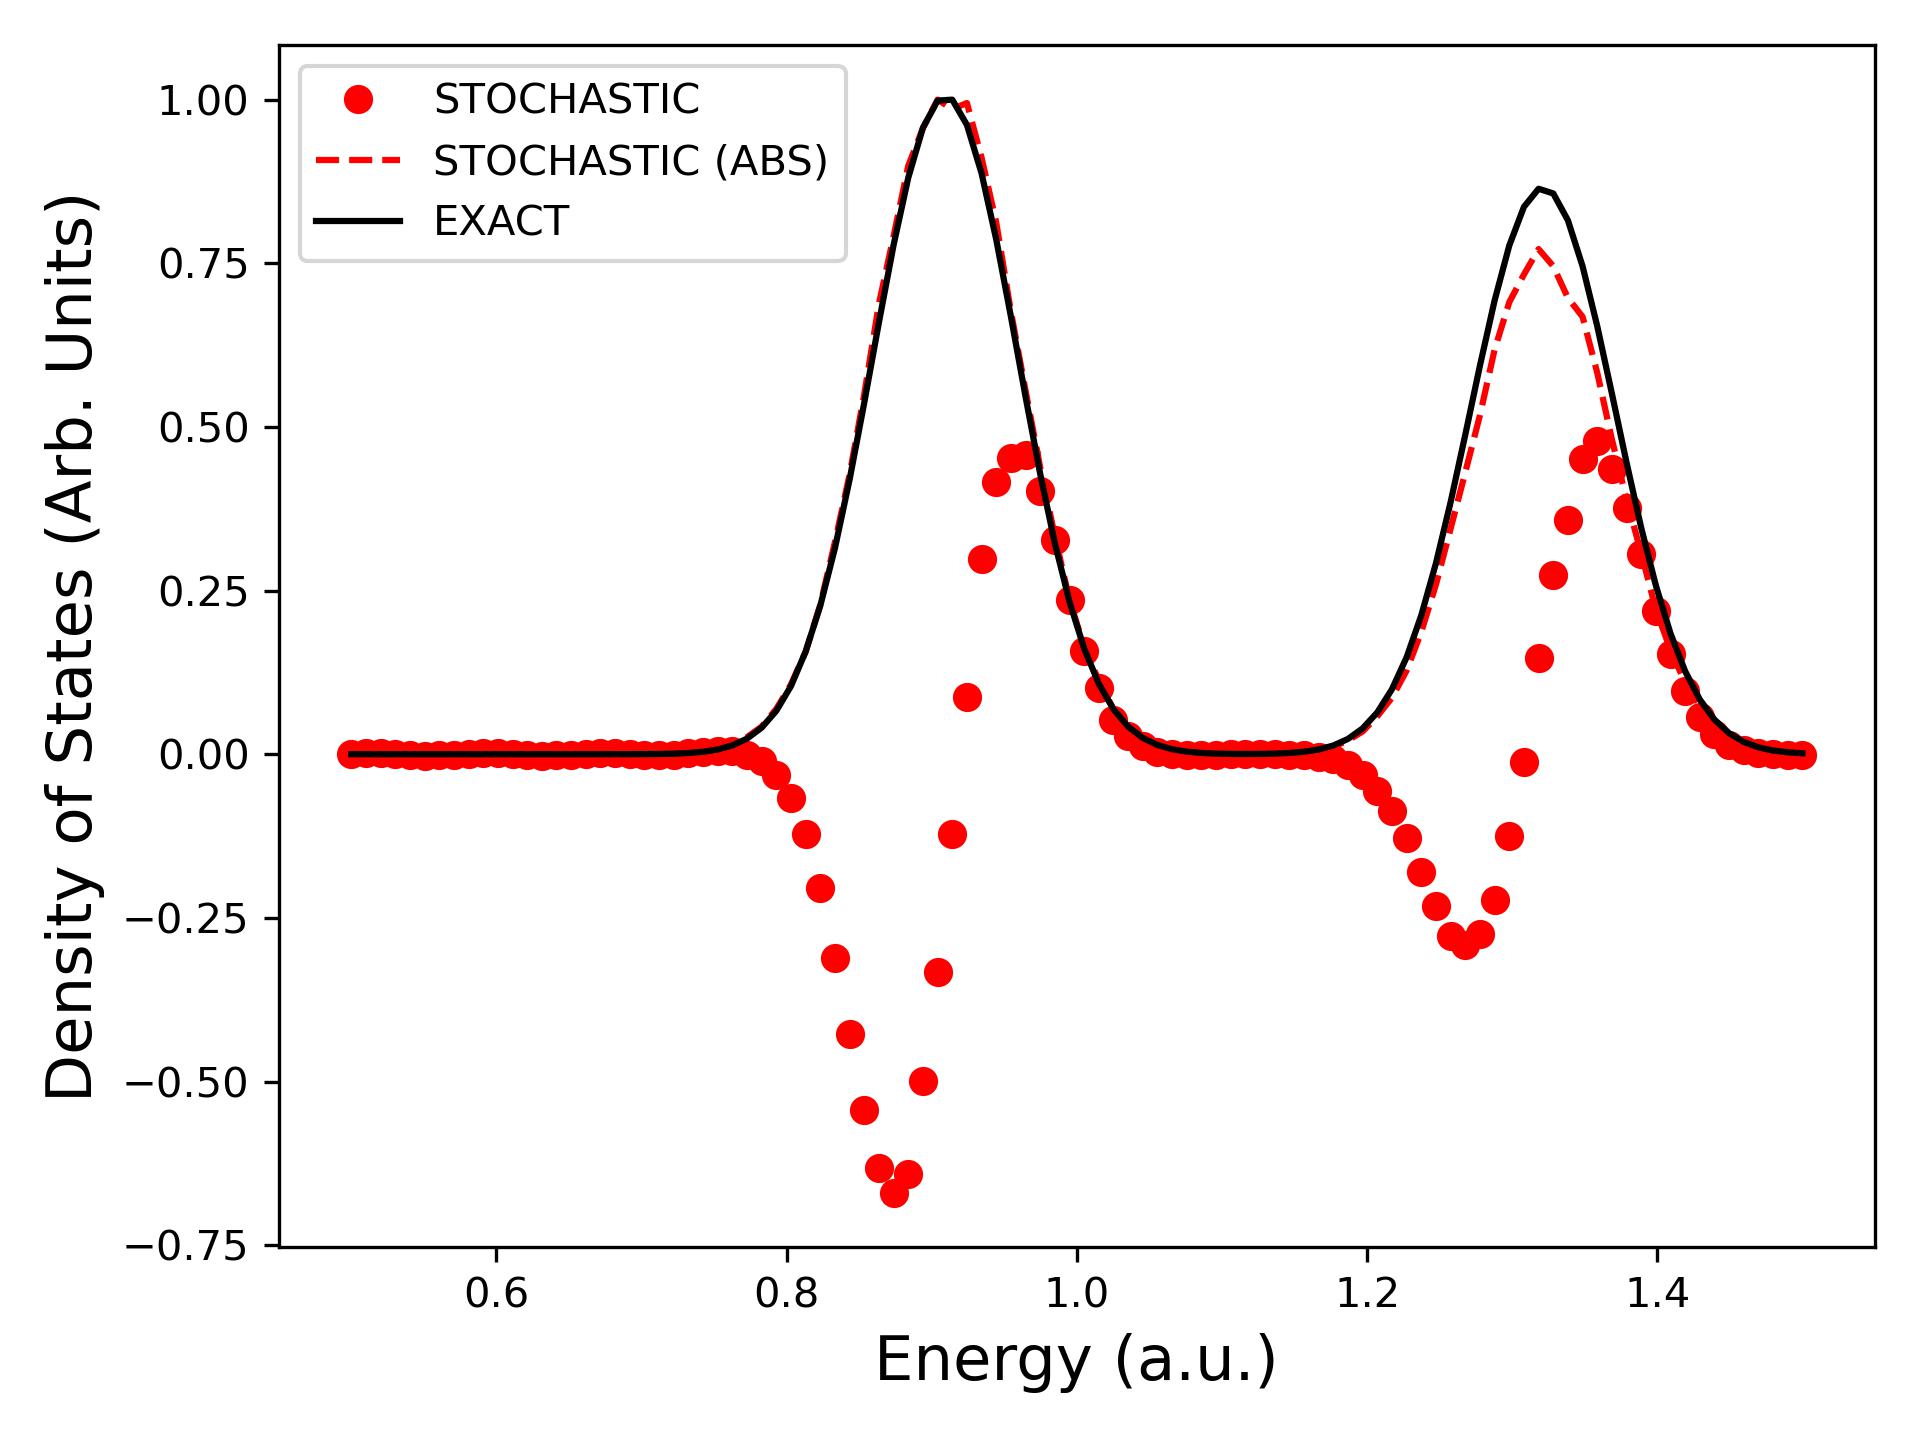 STOCHASTIC
STOCHASTIC (ABS)
EXACT
1.00
0.75
0.50
0.25
0.00
−0.25
−0.50
−0.75
Density of States (Arb. Units)
0.6 0.8 1.0 1.2 1.4
Energy (a.u.)